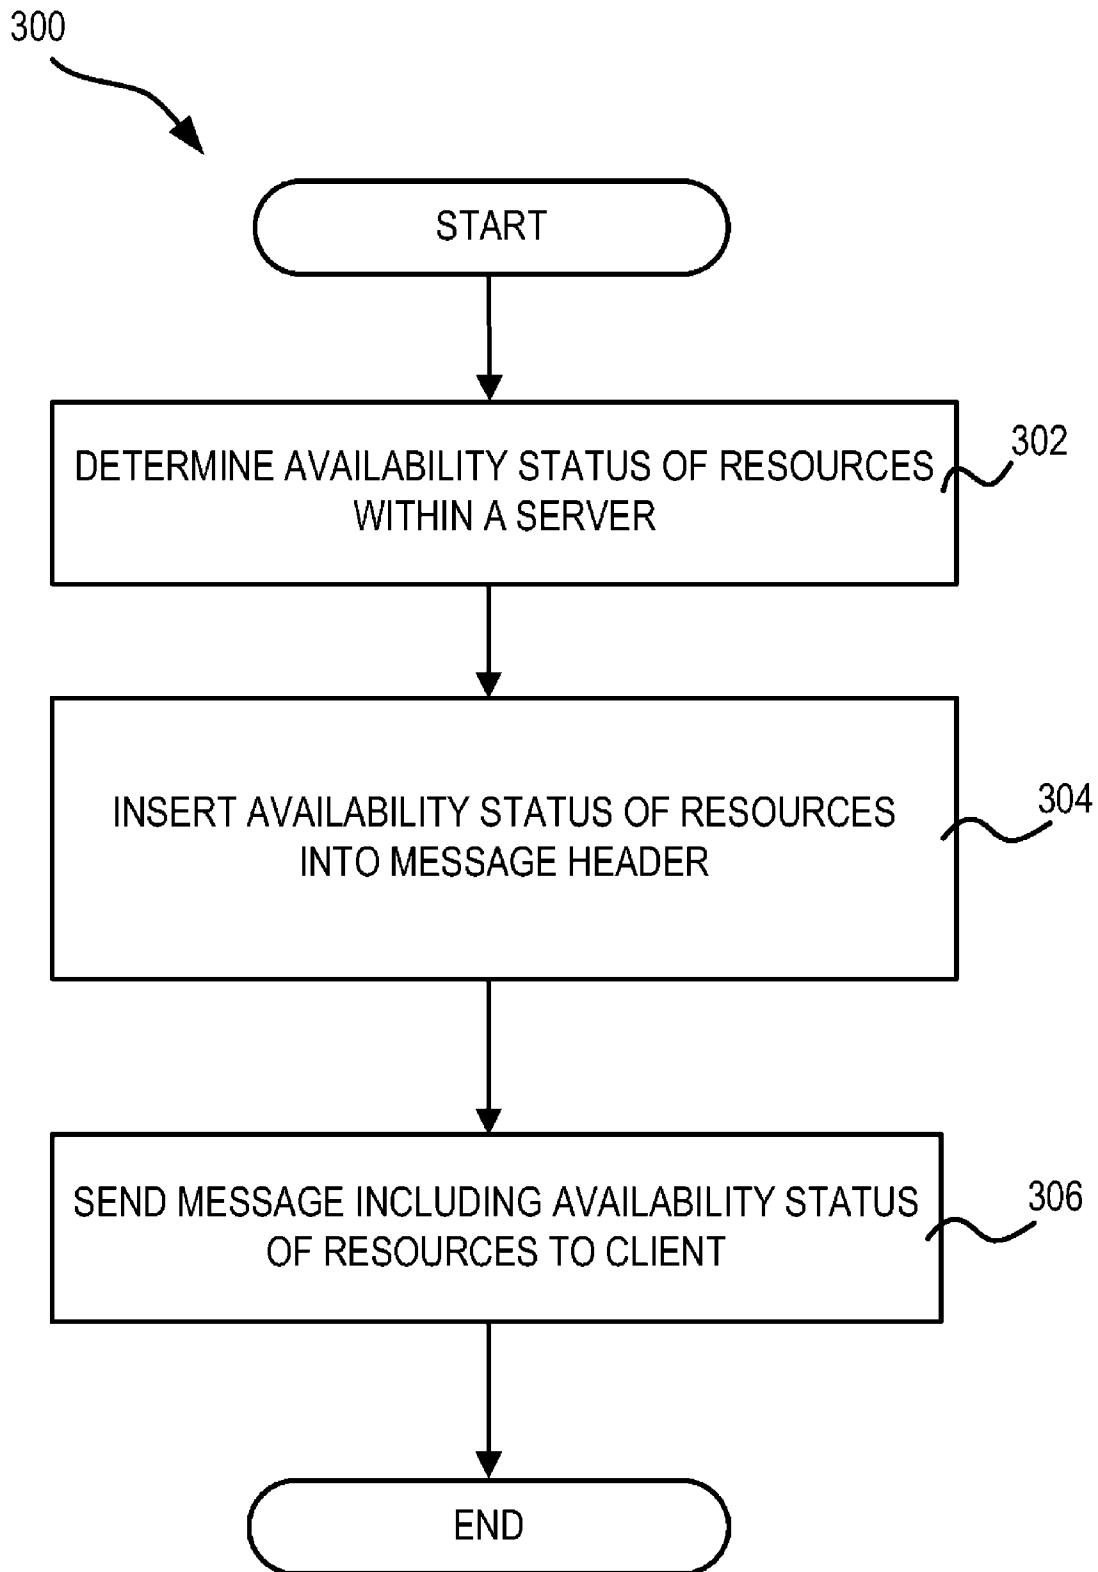 300
START
DETERMINE AVAILABILITY STATUS OF RESOURCES
WITHIN A SERVER
302
INSERT AVAILABILITY STATUS OF RESOURCES
INTO MESSAGE HEADER
304
SEND MESSAGE INCLUDING AVAILABILITY STATUS
OF RESOURCES TO CLIENT
306
END